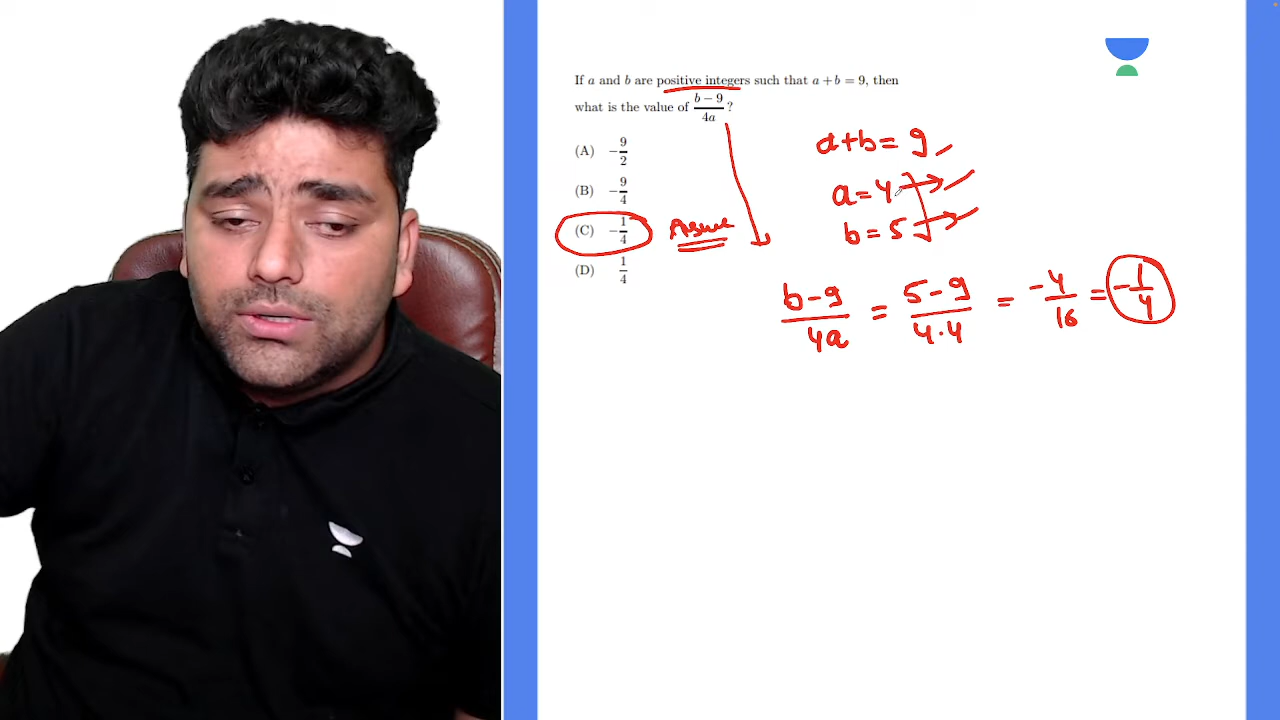 If a and b are positive integers such that a + b = 9, then
what is the value of (b − 9)/(4a) ?
(A) −9/2
(B) −9/4
(C) −1/4
(D) 1/4
a+b = 9
a = 4
b = 5
(b-9)/(4a) = (5-9)/(4·4) = -4/16 = -1/4